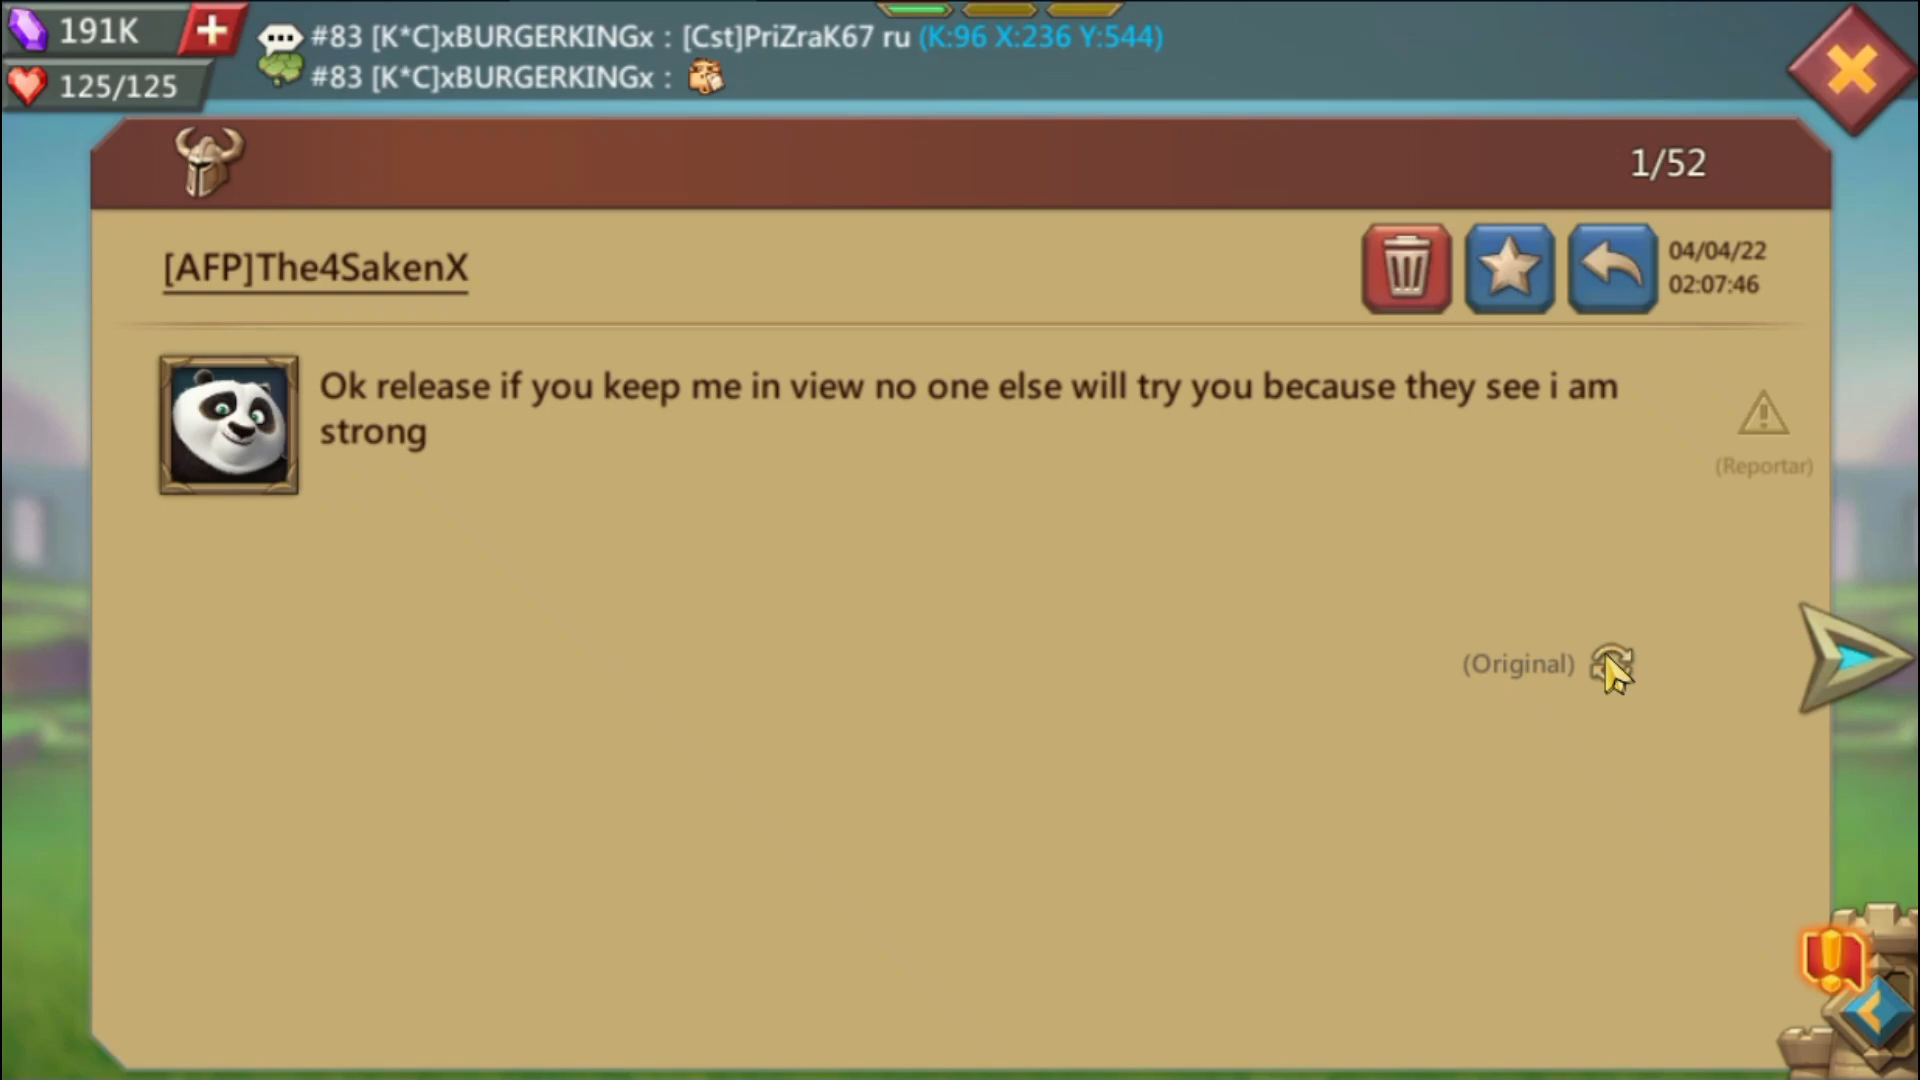 191K
125/125
#83 [K*C]xBURGERKINGx : [Cst]PriZraK67 ru (K:96 X:236 Y:544)
#83 [K*C]xBURGERKINGx :
1/52
[AFP]The4SakenX
04/04/22
02:07:46
Ok release if you keep me in view no one else will try you because they see i am
strong
(Reportar)
(Original)